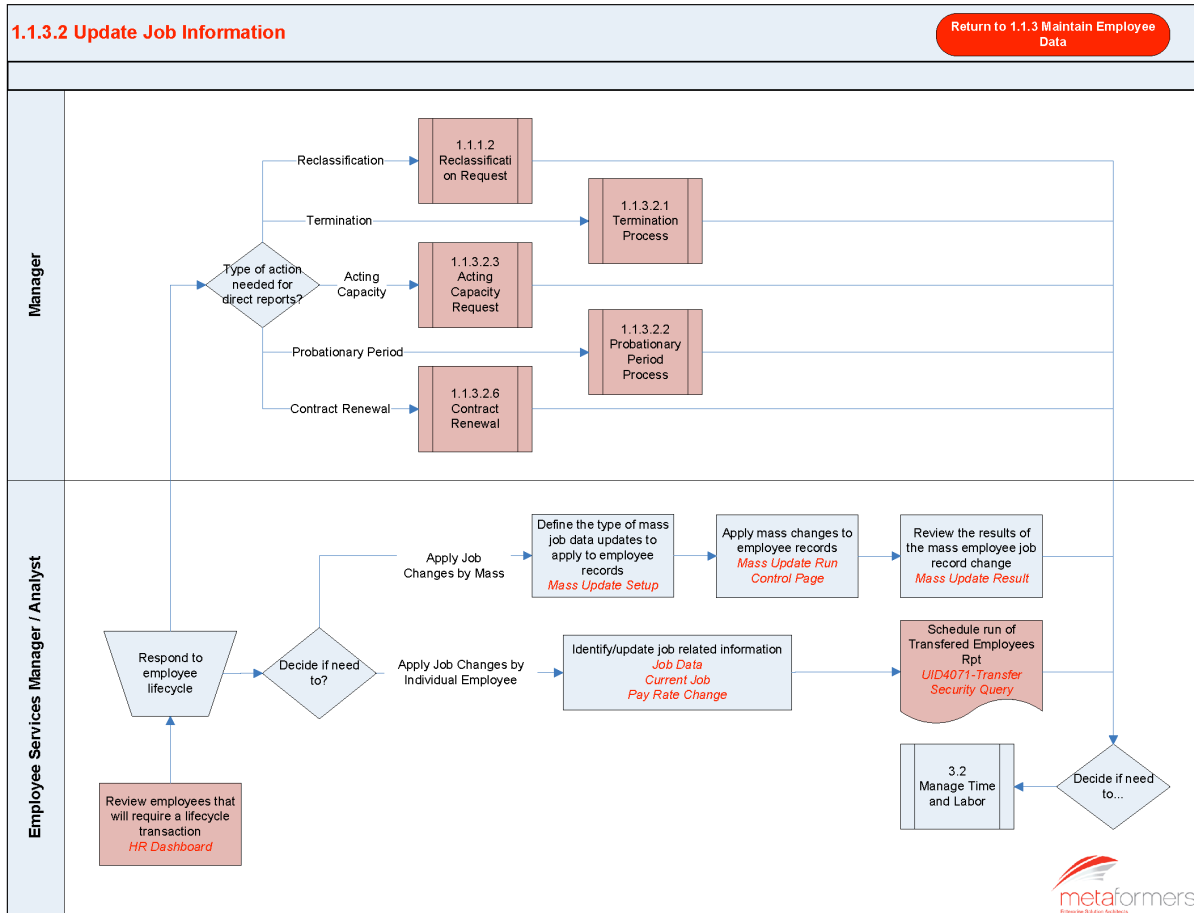 1.1.3.2 Update Job Information
Return to 1.1.3 Maintain Employee
Data
Manager
Reclassification
1.1.1.2
Reclassificati
on Request
Termination
1.1.3.2.1
Termination
Process
Type of action
needed for
direct reports?
Acting
Capacity
1.1.3.2.3
Acting
Capacity
Request
Probationary Period
1.1.3.2.2
Probationary
Period
Process
Contract Renewal
1.1.3.2.6
Contract
Renewal
Employee Services Manager / Analyst
Apply Job
Changes by Mass
Define the type of mass
job data updates to
apply to employee
records
Mass Update Setup
Apply mass changes to
employee records
Mass Update Run
Control Page
Review the results of
the mass employee job
record change
Mass Update Result
Respond to
employee
lifecycle
Decide if need
to?
Apply Job Changes by
Individual Employee
Identify/update job related information
Job Data
Current Job
Pay Rate Change
Schedule run of
Transfered Employees
Rpt
UID4071-Transfer
Security Query
Review employees that
will require a lifecycle
transaction
HR Dashboard
3.2
Manage Time
and Labor
Decide if need
to...
metaformers
Enterprise Solution Architects